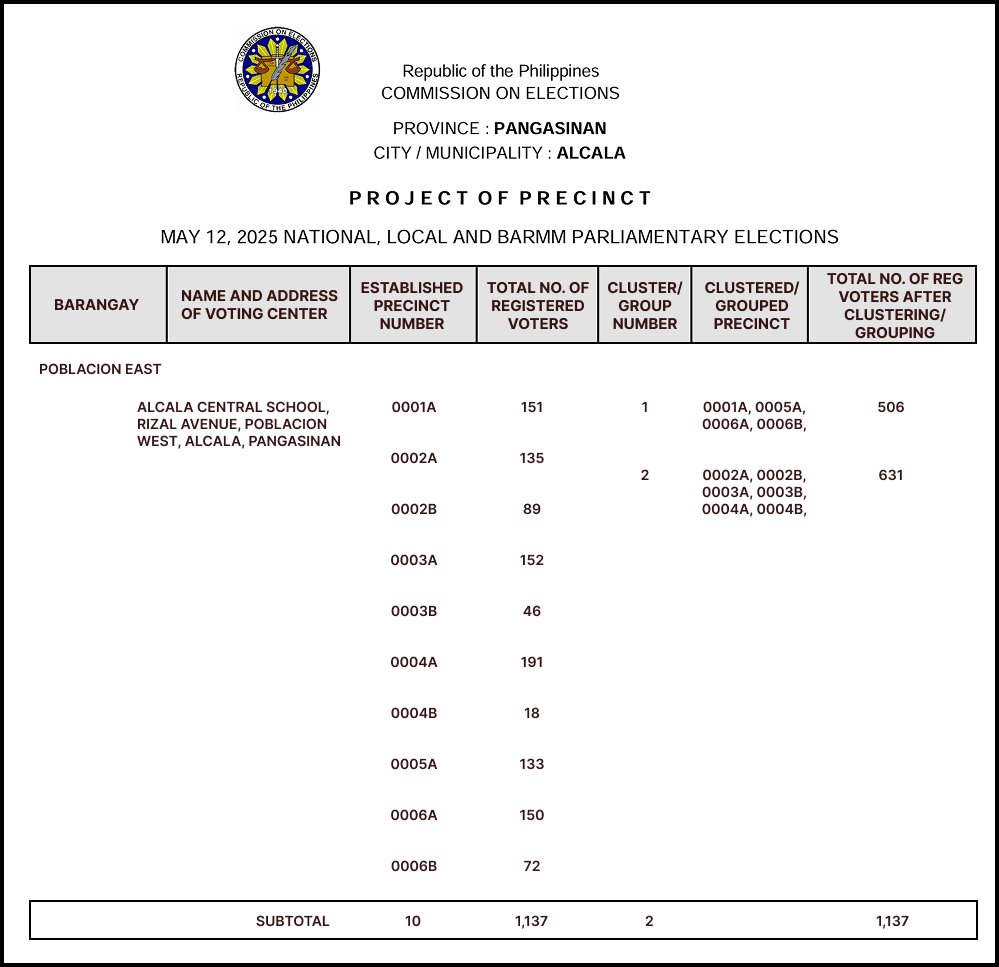 COMMISSION ON ELECTIONS
REPUBLIC OF THE PHILIPPINES
1940
Republic of the Philippines
COMMISSION ON ELECTIONS
PROVINCE : PANGASINAN
CITY / MUNICIPALITY : ALCALA
PROJECT OF PRECINCT
MAY 12, 2025 NATIONAL, LOCAL AND BARMM PARLIAMENTARY ELECTIONS
BARANGAY
NAME AND ADDRESS
OF VOTING CENTER
ESTABLISHED
PRECINCT
NUMBER
TOTAL NO. OF
REGISTERED
VOTERS
CLUSTER/
GROUP
NUMBER
CLUSTERED/
GROUPED
PRECINCT
TOTAL NO. OF REG
VOTERS AFTER
CLUSTERING/
GROUPING
POBLACION EAST
ALCALA CENTRAL SCHOOL,
RIZAL AVENUE, POBLACION
WEST, ALCALA, PANGASINAN
0001A 151 1 0001A, 0005A, 506
0006A, 0006B,
0002A 135
2 0002A, 0002B, 631
0003A, 0003B,
0004A, 0004B,
0002B 89
0003A 152
0003B 46
0004A 191
0004B 18
0005A 133
0006A 150
0006B 72
SUBTOTAL 10 1,137 2 1,137